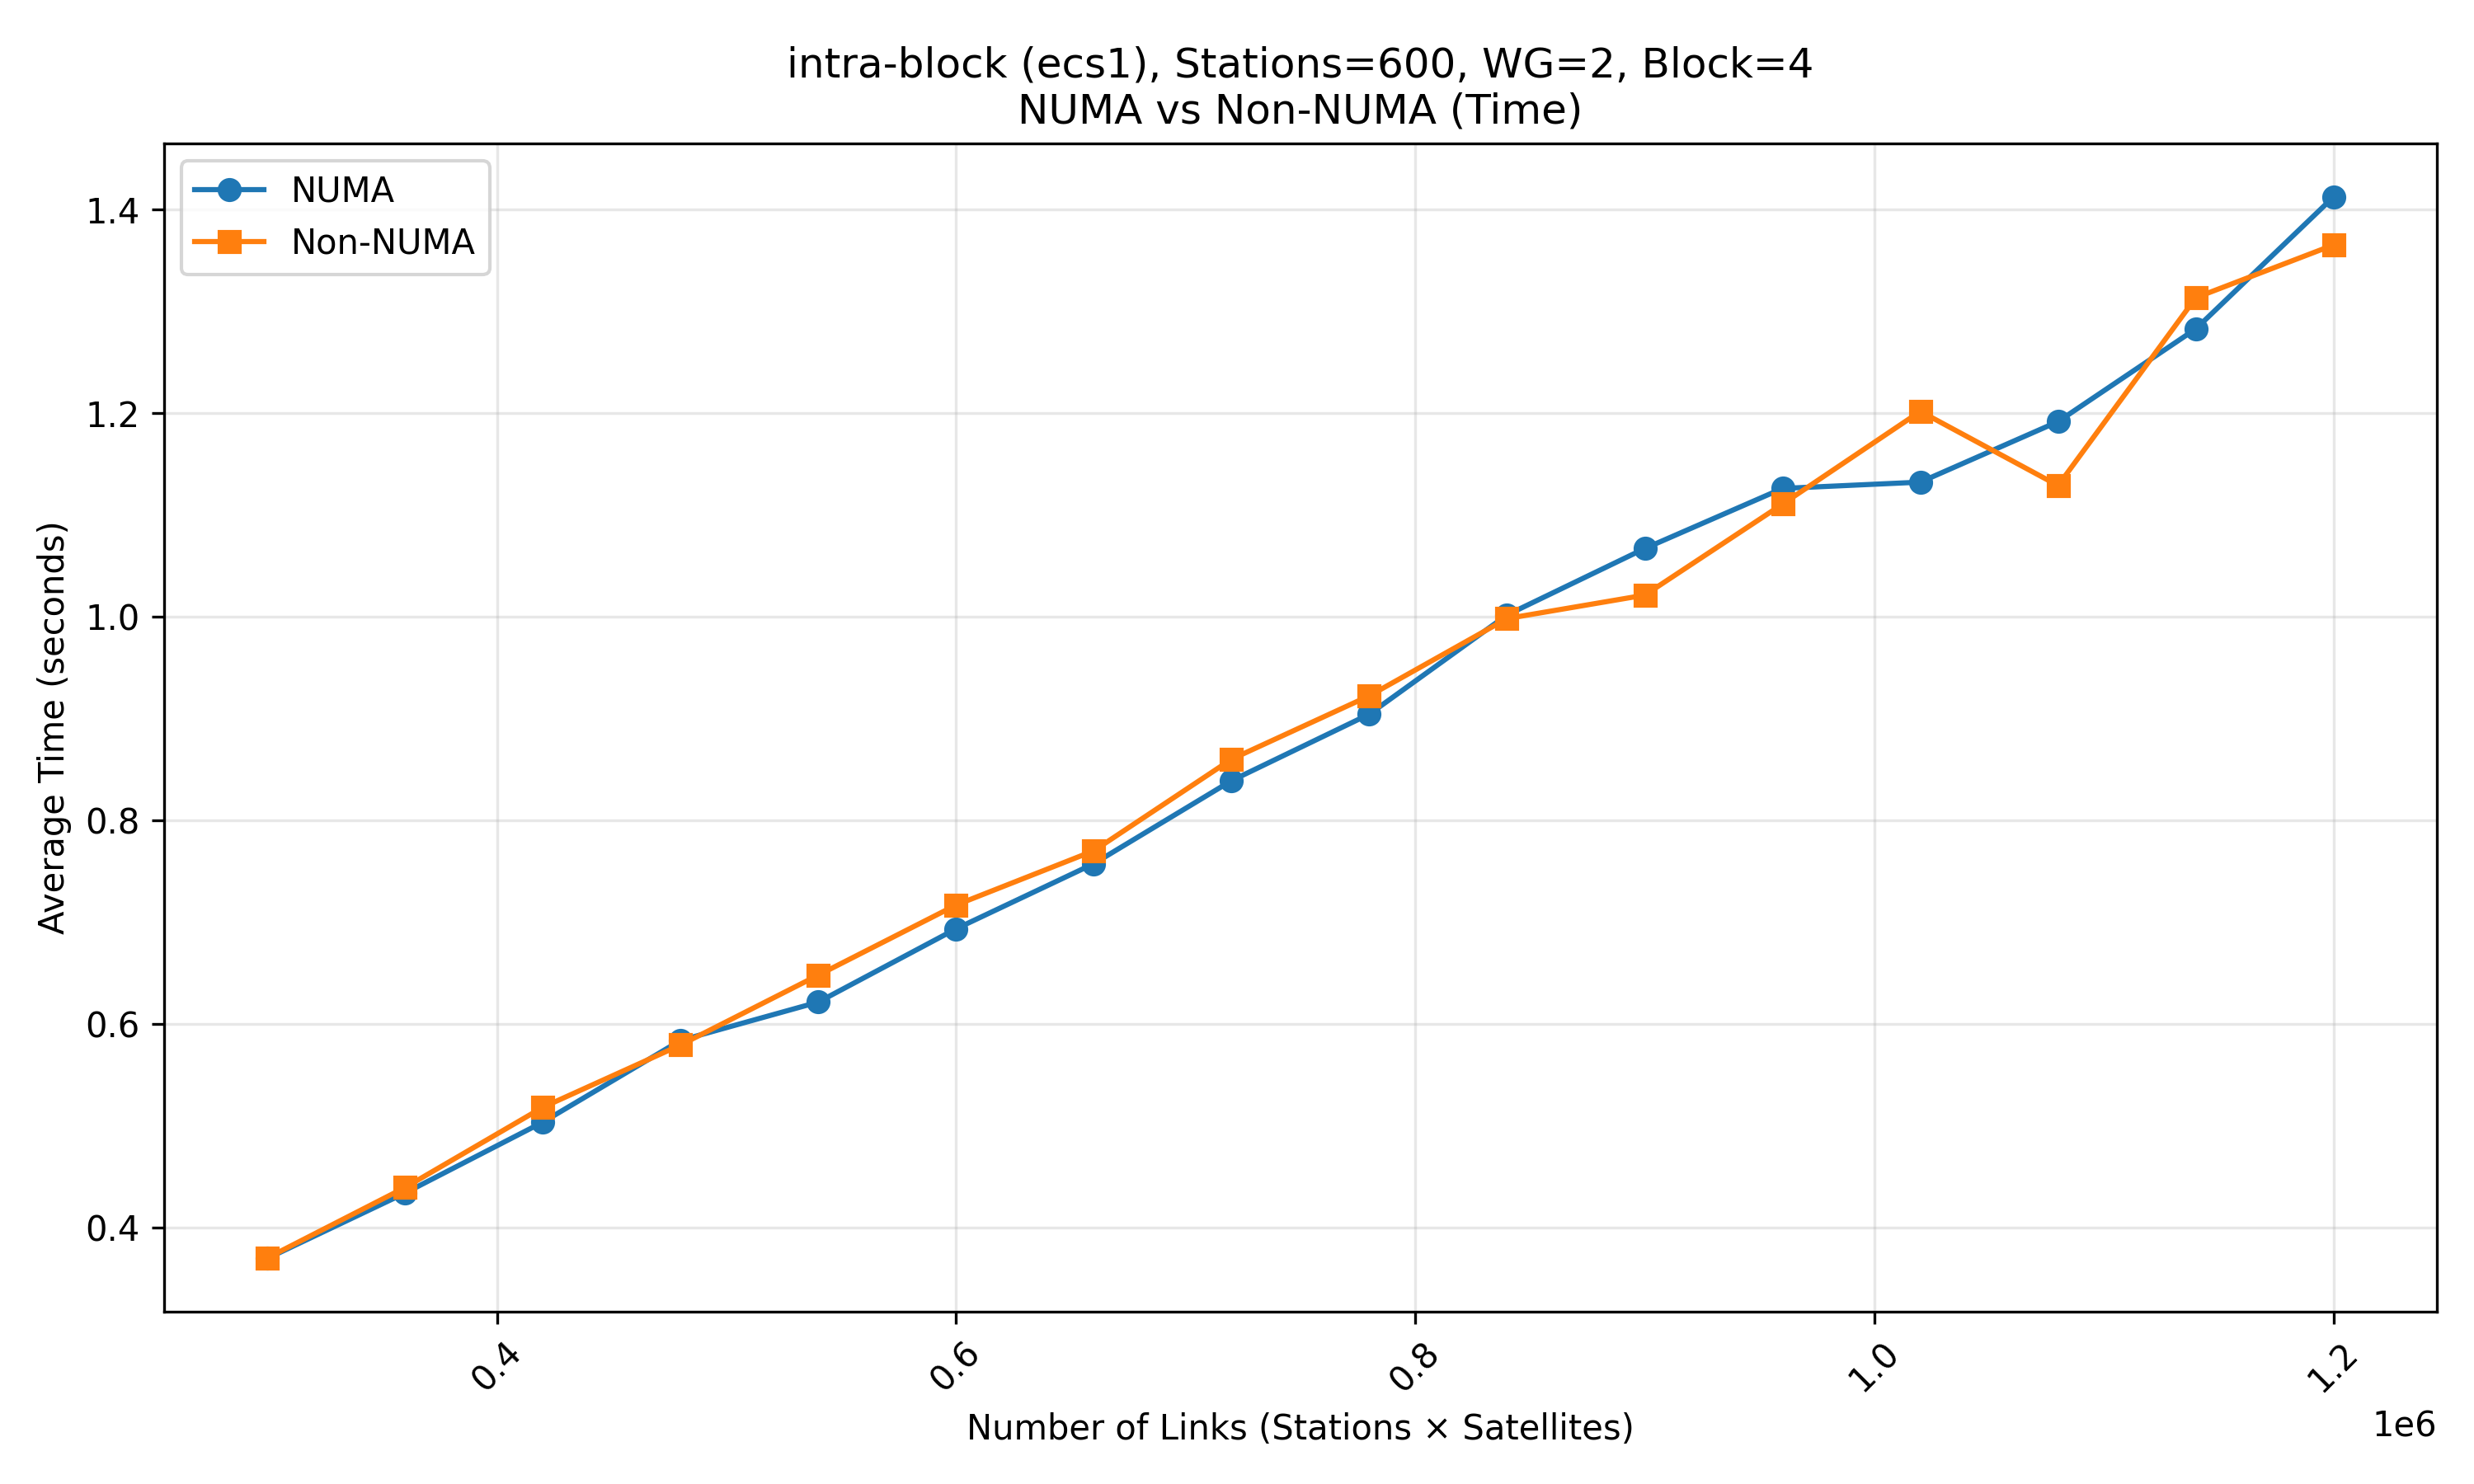 intra-block (ecs1), Stations=600, WG=2, Block=4
NUMA vs Non-NUMA (Time)
NUMA
Non-NUMA
Average Time (seconds)
1.4
1.2
1.0
0.8
0.6
0.4
0.4
0.6
0.8
1.0
1.2
1e6
Number of Links (Stations × Satellites)